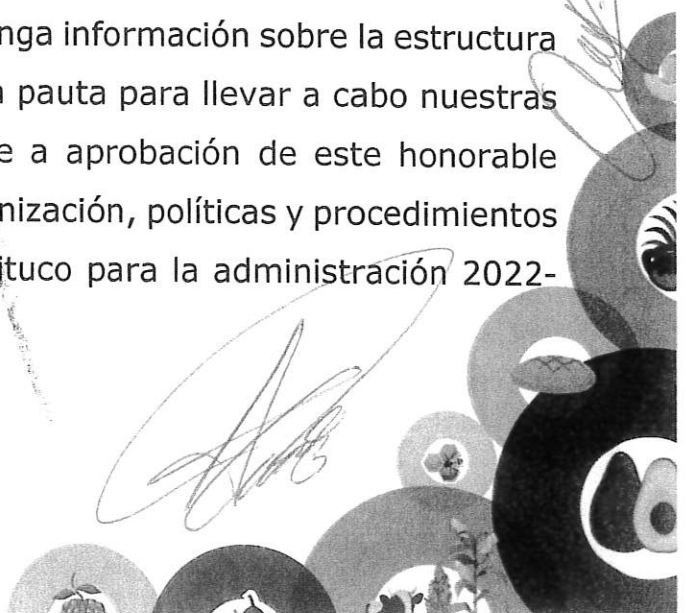 nga información sobre la estructura
pauta para llevar a cabo nuestras
e a aprobación de este honorable
nización, políticas y procedimientos
ituco para la administración 2022-